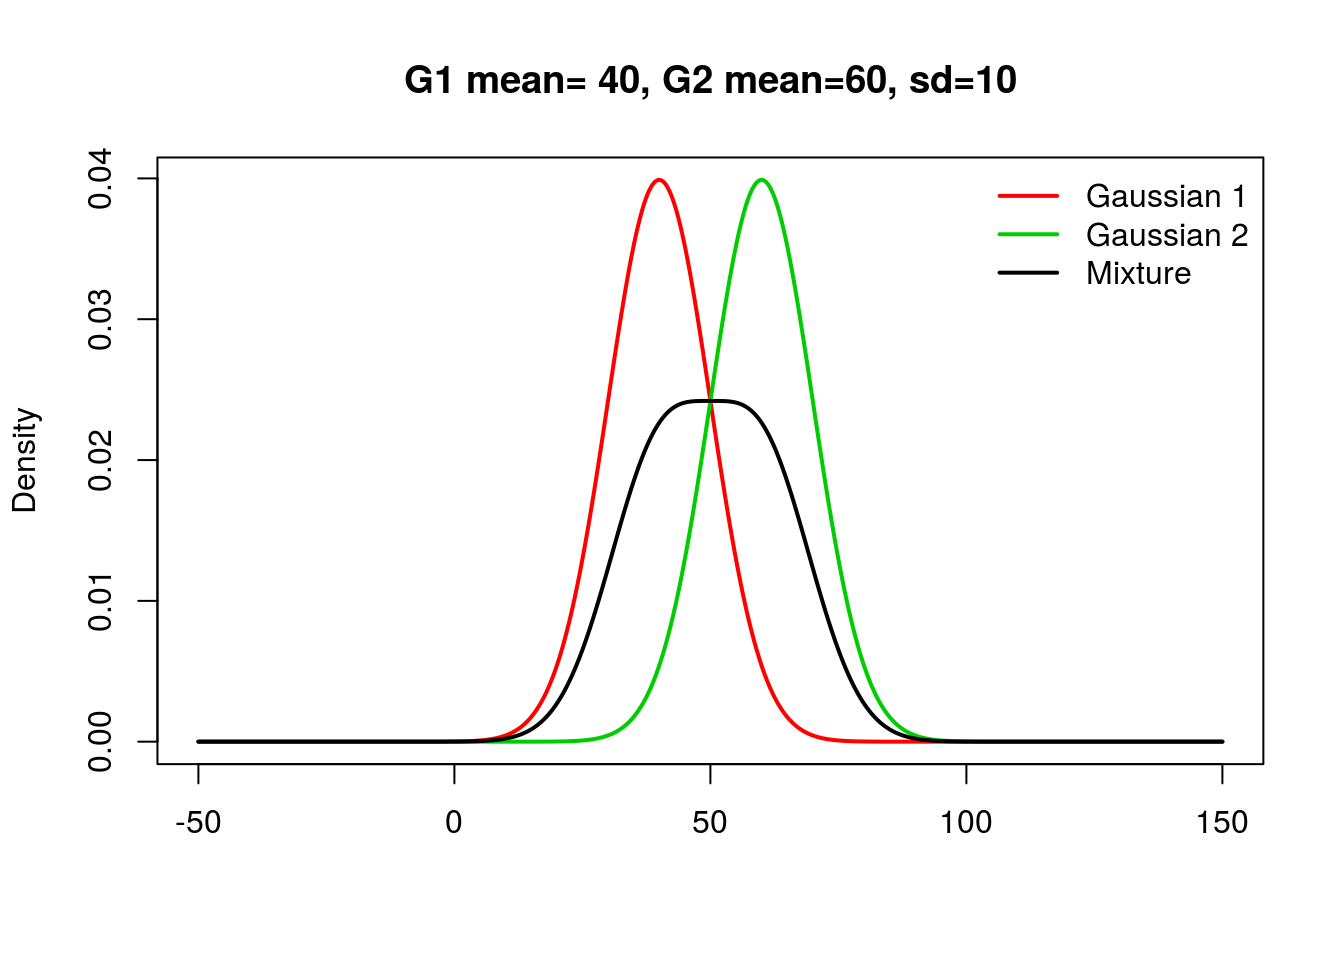 G1 mean= 40, G2 mean=60, sd=10
Gaussian 1
Gaussian 2
Mixture
Density
0.04
0.03
0.02
0.01
0.00
-50 0 50 100 150